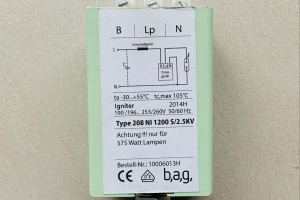 B Lp N
L
N
ta -30...+55°C tc,max 105°C
Igniter 2014H
190 /196... 253/260V 50/60 Hz
Type 208 NI 1200 S/2.5KV
Achtung !!! nur für
575 Watt Lampen
Bestell-Nr.: 10006013H
b,a,g,